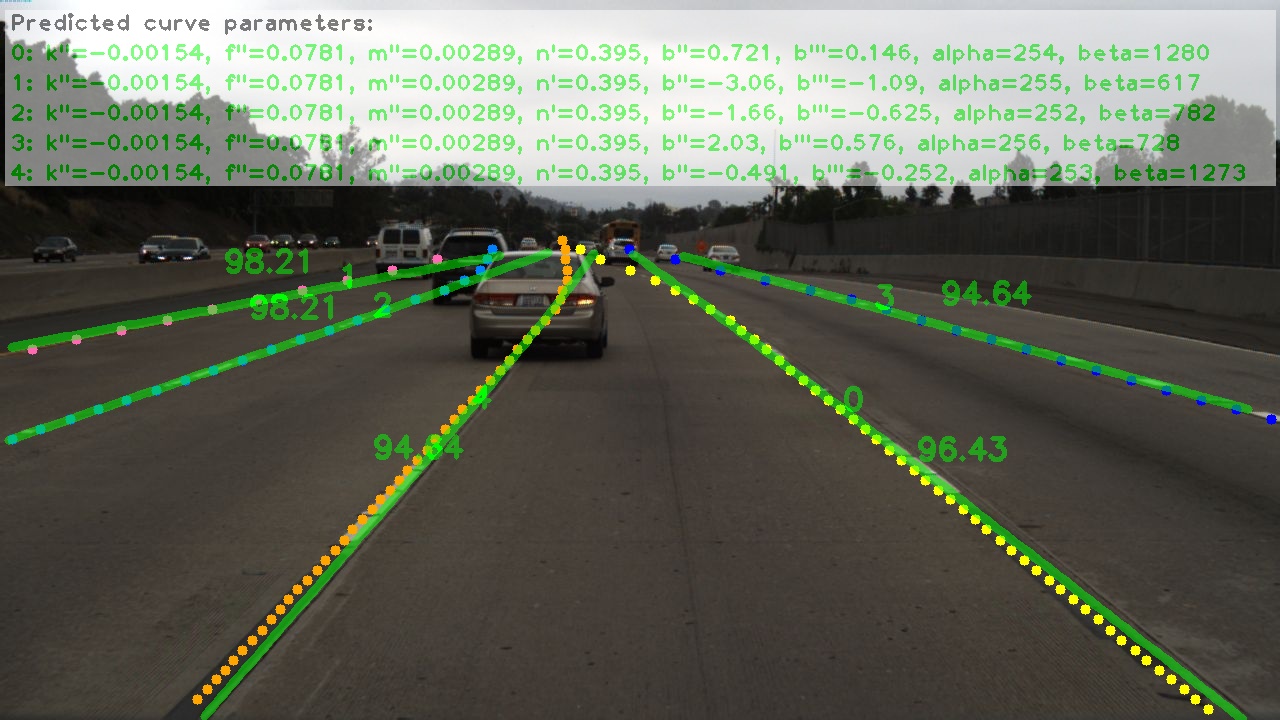 Predicted curve parameters:
0: k''=-0.00154, f''=0.0781, m''=0.00289, n'=0.395, b''=0.721, b'''=0.146, alpha=254, beta=1280
1: k''=-0.00154, f''=0.0781, m''=0.00289, n'=0.395, b''=-3.06, b'''=-1.09, alpha=255, beta=617
2: k''=-0.00154, f''=0.0781, m''=0.00289, n'=0.395, b''=-1.66, b'''=-0.625, alpha=252, beta=782
3: k''=-0.00154, f''=0.0781, m''=0.00289, n'=0.395, b''=2.03, b'''=0.576, alpha=256, beta=728
4: k''=-0.00154, f''=0.0781, m''=0.00289, n'=0.395, b''=-0.491, b'''=-0.252, alpha=253, beta=1273
98.21
1
98.21
2
3
94.64
4
0
94.64
96.43